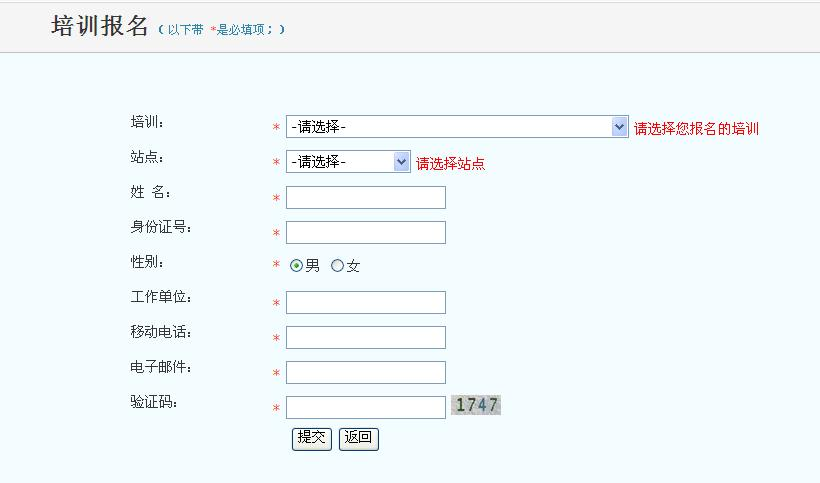 培训报名 ( 以下带 *是必填项; )
培训: * -请选择- 请选择您报名的培训
站点: * -请选择- 请选择站点
姓 名: *
身份证号: *
性别: * 男 女
工作单位: *
移动电话: *
电子邮件: *
验证码: * 1747
提交 返回